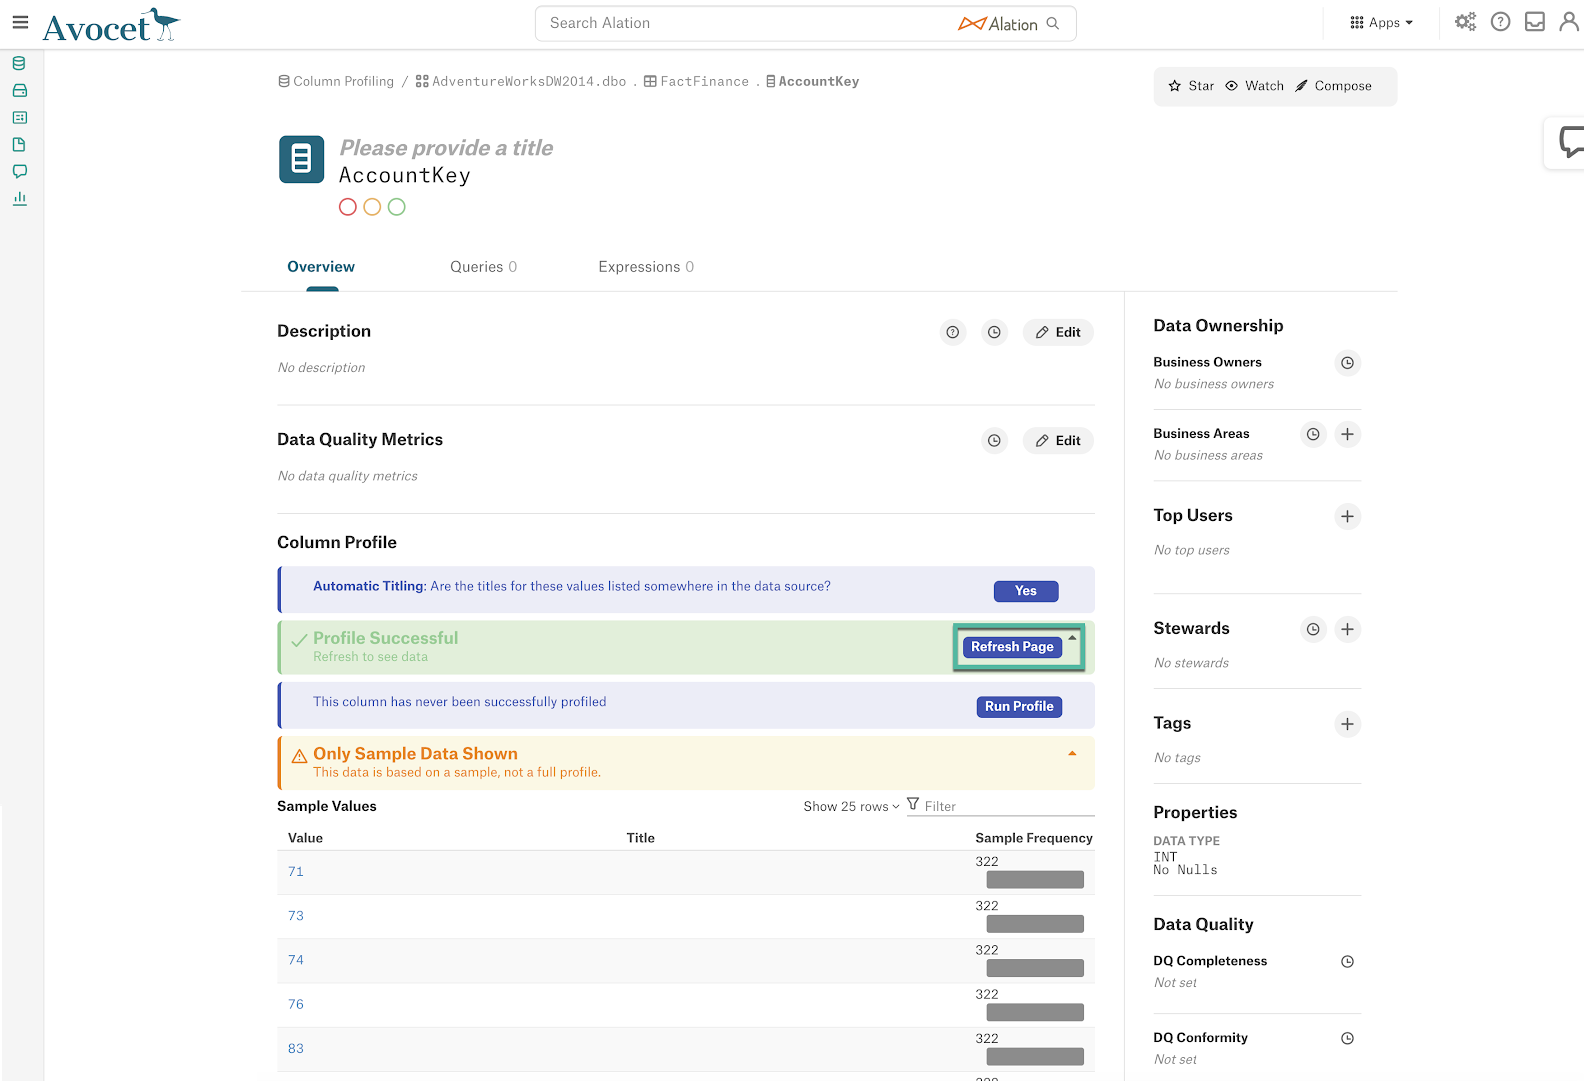 Avocet
Search Alation
Alation
Apps
Column Profiling / AdventureWorksDW2014.dbo . FactFinance . AccountKey
Star Watch Compose
Please provide a title
AccountKey
Overview
Queries 0
Expressions 0
Description
Edit
No description
Data Quality Metrics
Edit
No data quality metrics
Column Profile
Automatic Titling: Are the titles for these values listed somewhere in the data source?
Yes
Profile Successful
Refresh to see data
Refresh Page
This column has never been successfully profiled
Run Profile
Only Sample Data Shown
This data is based on a sample, not a full profile.
Sample Values
Show 25 rows
Filter
Value Title Sample Frequency
71 322
73 322
74 322
76 322
83 322
Data Ownership
Business Owners
No business owners
Business Areas
No business areas
Top Users
No top users
Stewards
No stewards
Tags
No tags
Properties
DATA TYPE
INT
No Nulls
Data Quality
DQ Completeness
Not set
DQ Conformity
Not set